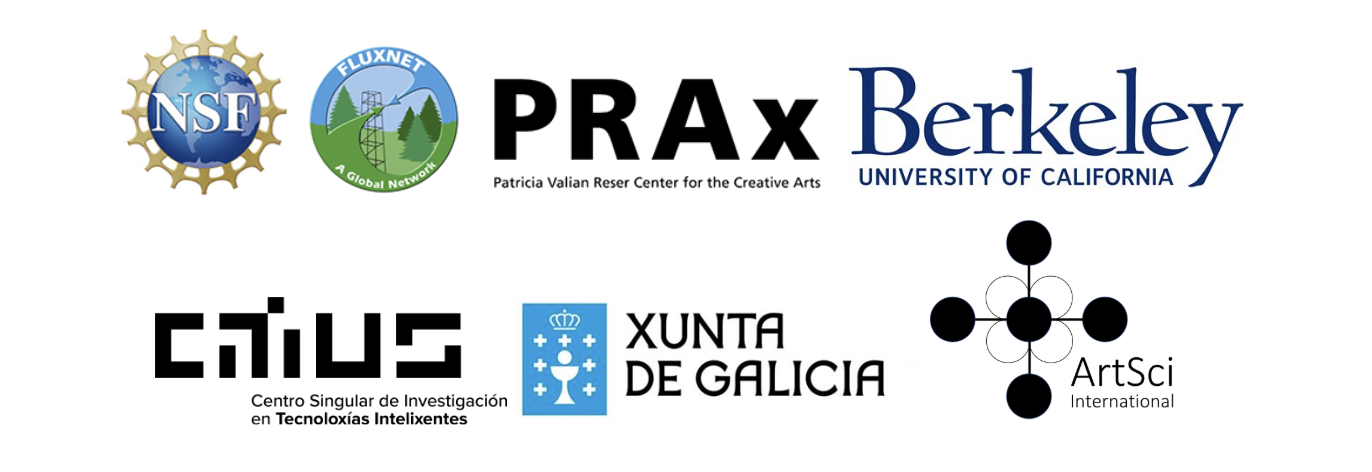 NSF
FLUXNET
A Global Network
PRAx
Patricia Valian Reser Center for the Creative Arts
Berkeley
UNIVERSITY OF CALIFORNIA
CiTIUS
Centro Singular de Investigación
en Tecnoloxías Intelixentes
XUNTA
DE GALICIA
ArtSci
International